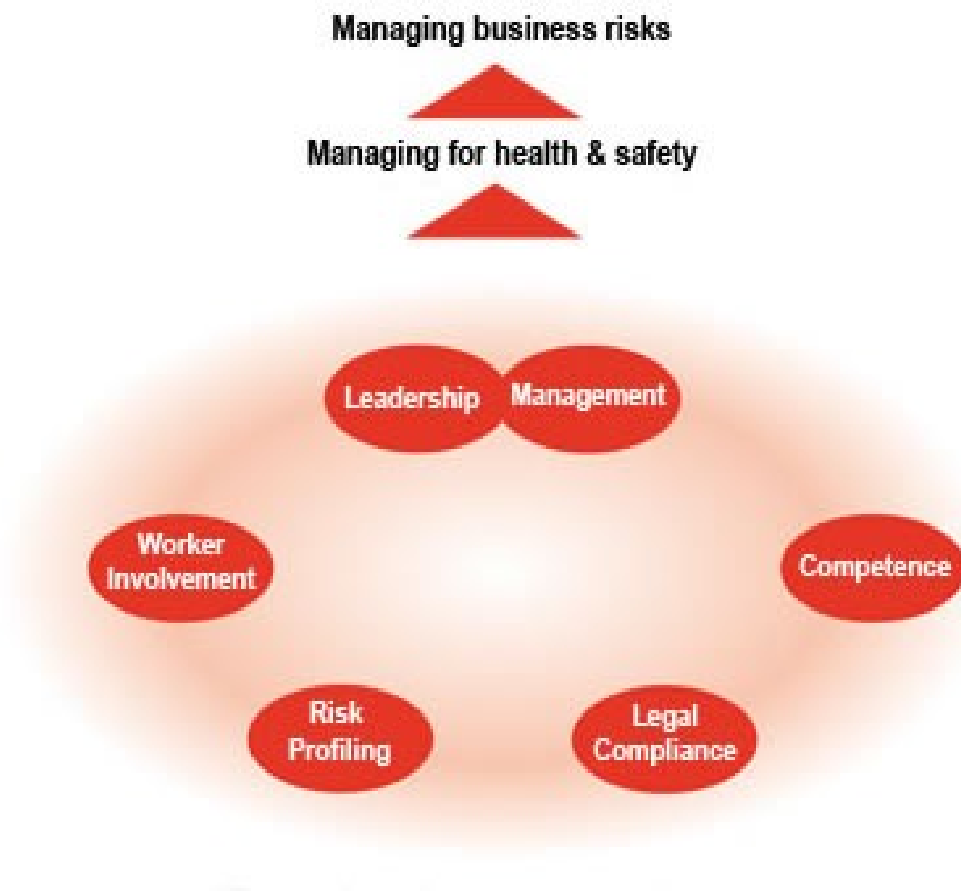 Managing business risks
Managing for health & safety
Leadership
Management
Worker
Involvement
Competence
Risk
Profiling
Legal
Compliance